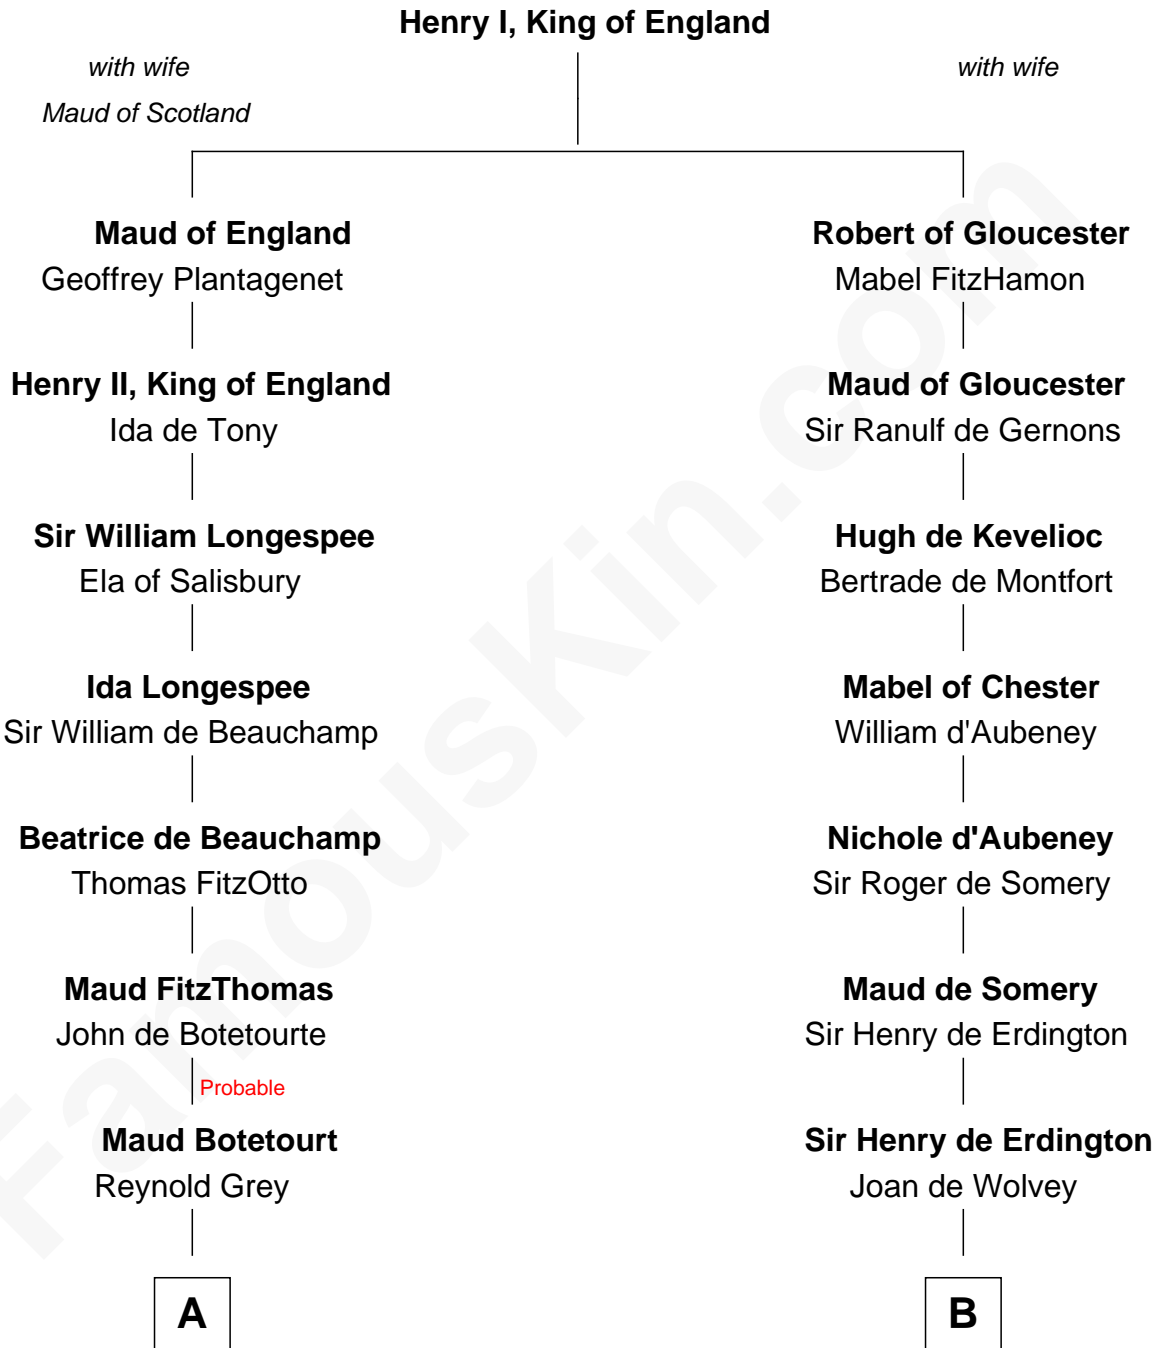 Henry I, King of England
with wife
Maud of Scotland
with wife
Maud of England
Geoffrey Plantagenet
Robert of Gloucester
Mabel FitzHamon
Henry II, King of England
Ida de Tony
Maud of Gloucester
Sir Ranulf de Gernons
Sir William Longespee
Ela of Salisbury
Hugh de Kevelioc
Bertrade de Montfort
Ida Longespee
Sir William de Beauchamp
Mabel of Chester
William d'Aubeney
Beatrice de Beauchamp
Thomas FitzOtto
Nichole d'Aubeney
Sir Roger de Somery
Maud FitzThomas
John de Botetourte
Maud de Somery
Sir Henry de Erdington
Probable
Maud Botetourt
Reynold Grey
Sir Henry de Erdington
Joan de Wolvey
A
B
FamousKin.com